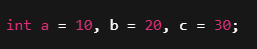 int a = 10, b = 20, c = 30;